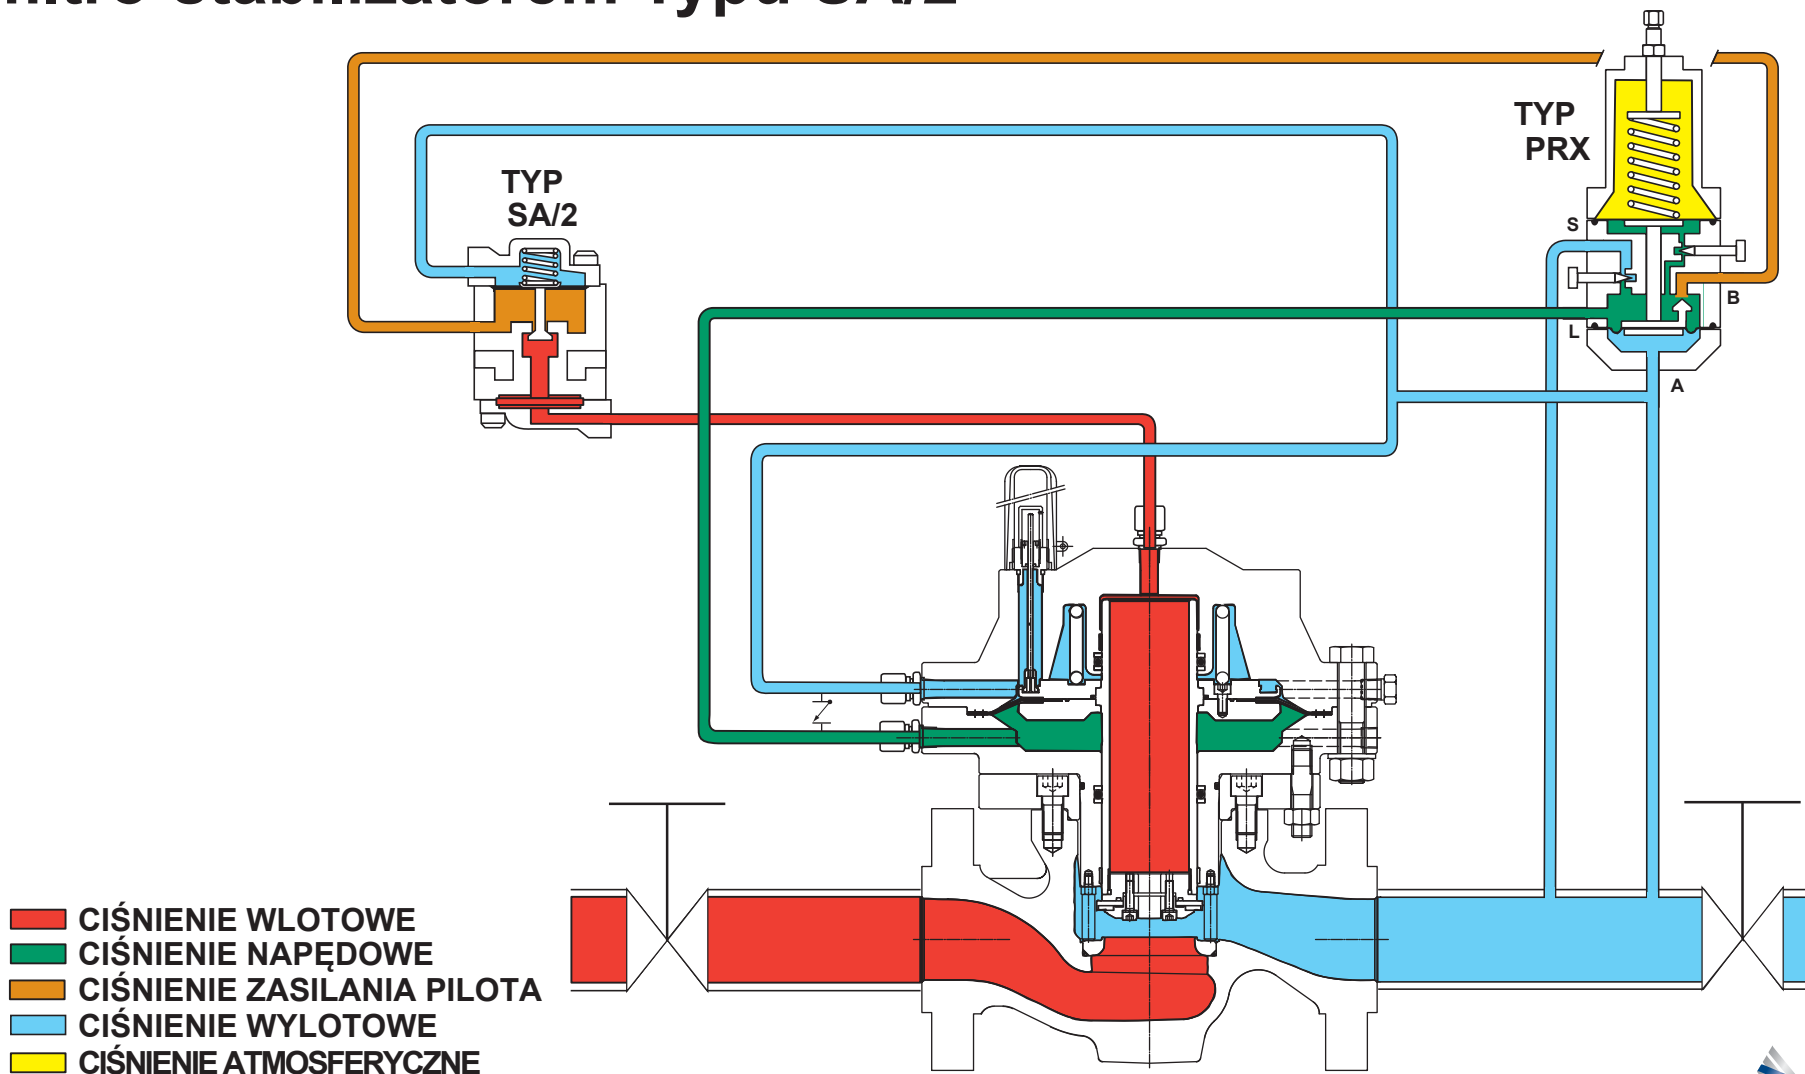 TYP
PRX
TYP
SA/2
S
B
L
A
CIŚNIENIE WLOTOWE
CIŚNIENIE NAPĘDOWE
CIŚNIENIE ZASILANIA PILOTA
CIŚNIENIE WYLOTOWE
CIŚNIENIE ATMOSFERYCZNE